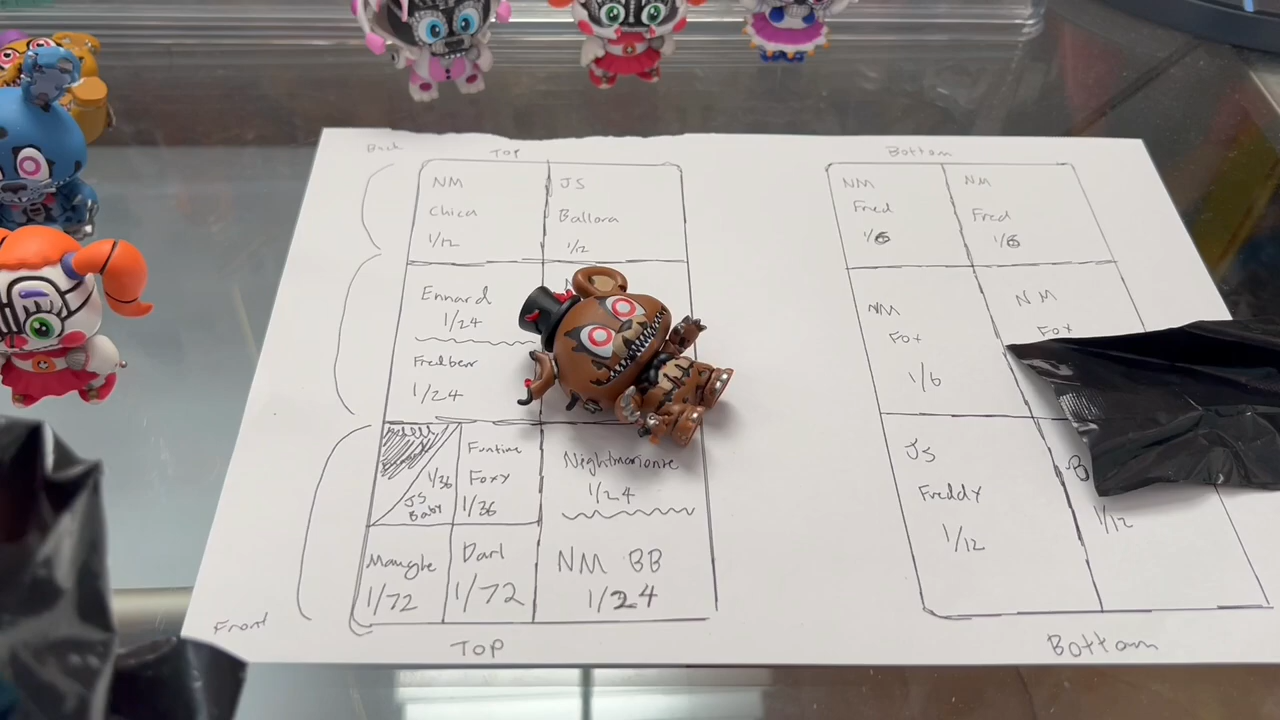 Back
TOP
NM
Chica
1/12
JS
Ballora
1/12
Ennard
1/24
Fredbear
1/24
1/36
JS
Baby
Funtime
Foxy
1/36
Nightmarionne
1/24
Mangle
1/72
Dark
1/72
NM BB
1/24
Front
TOP
Bottom
NM
Fred
1/6
NM
Fred
1/6
NM
Fox
1/6
NM
Fox
JS
Freddy
1/12
B
1/12
Bottom